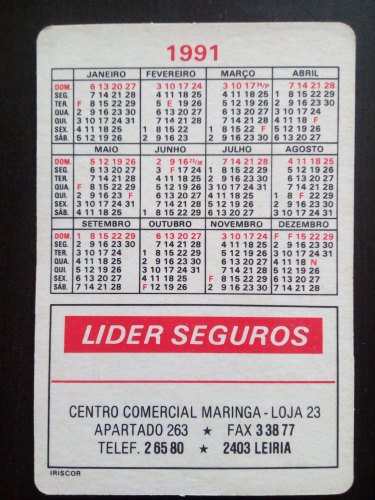 1991
JANEIRO FEVEREIRO MARÇO ABRIL
DOM. 6 13 20 27 3 10 17 24 3 10 17 24/P 7 14 21 28
SEG. 7 14 21 28 4 11 18 25 4 11 18 25 1 8 15 22 29
TER. F 8 15 22 29 5 E 19 26 5 12 19 26 2 9 16 23 30
QUA. 2 9 16 23 30 6 13 20 27 6 13 20 27 3 10 17 24
QUI. 3 10 17 24 31 7 14 21 28 7 14 21 28 4 11 18 F
SEX. 4 11 18 25 1 8 15 22 1 8 15 22 F 5 12 19 26
SÁB. 5 12 19 26 2 9 16 23 2 9 16 23 30 6 13 20 27
MAIO JUNHO JULHO AGOSTO
DOM. 5 12 19 26 2 9 16 23/30 7 14 21 28 4 11 18 25
SEG. 6 13 20 27 3 F 17 24 1 8 15 22 29 5 12 19 26
TER. 7 14 21 28 4 11 18 25 2 9 16 23 30 6 13 20 27
QUA. F 8 15 22 29 5 12 19 26 3 10 17 24 31 7 14 21 28
QUI. 2 9 16 23 F 6 13 20 27 4 11 18 25 1 8 F 22 29
SEX. 3 10 17 24 31 7 14 21 28 5 12 19 26 2 9 16 23 30
SÁB. 4 11 18 25 1 8 15 22 29 6 13 20 27 3 10 17 24 31
SETEMBRO OUTUBRO NOVEMBRO DEZEMBRO
DOM. 1 8 15 22 29 6 13 20 27 3 10 17 24 F F 15 22 29
SEG. 2 9 16 23 30 7 14 21 28 4 11 18 25 2 9 16 23 30
TER. 3 10 17 24 1 8 15 22 29 5 12 19 26 3 10 17 24 31
QUA. 4 11 18 25 2 9 16 23 30 6 13 20 27 4 11 18 N
QUI. 5 12 19 26 3 10 17 24 31 7 14 21 28 5 12 19 26
SEX. 6 13 20 27 4 11 18 25 F 8 15 22 29 6 13 20 27
SÁB. 7 14 21 28 F 12 19 26 2 9 16 23 30 7 14 21 28
LIDER SEGUROS
CENTRO COMERCIAL MARINGA - LOJA 23
APARTADO 263 ★ FAX 3 38 77
TELEF. 2 65 80 ★ 2403 LEIRIA
IRISCOR